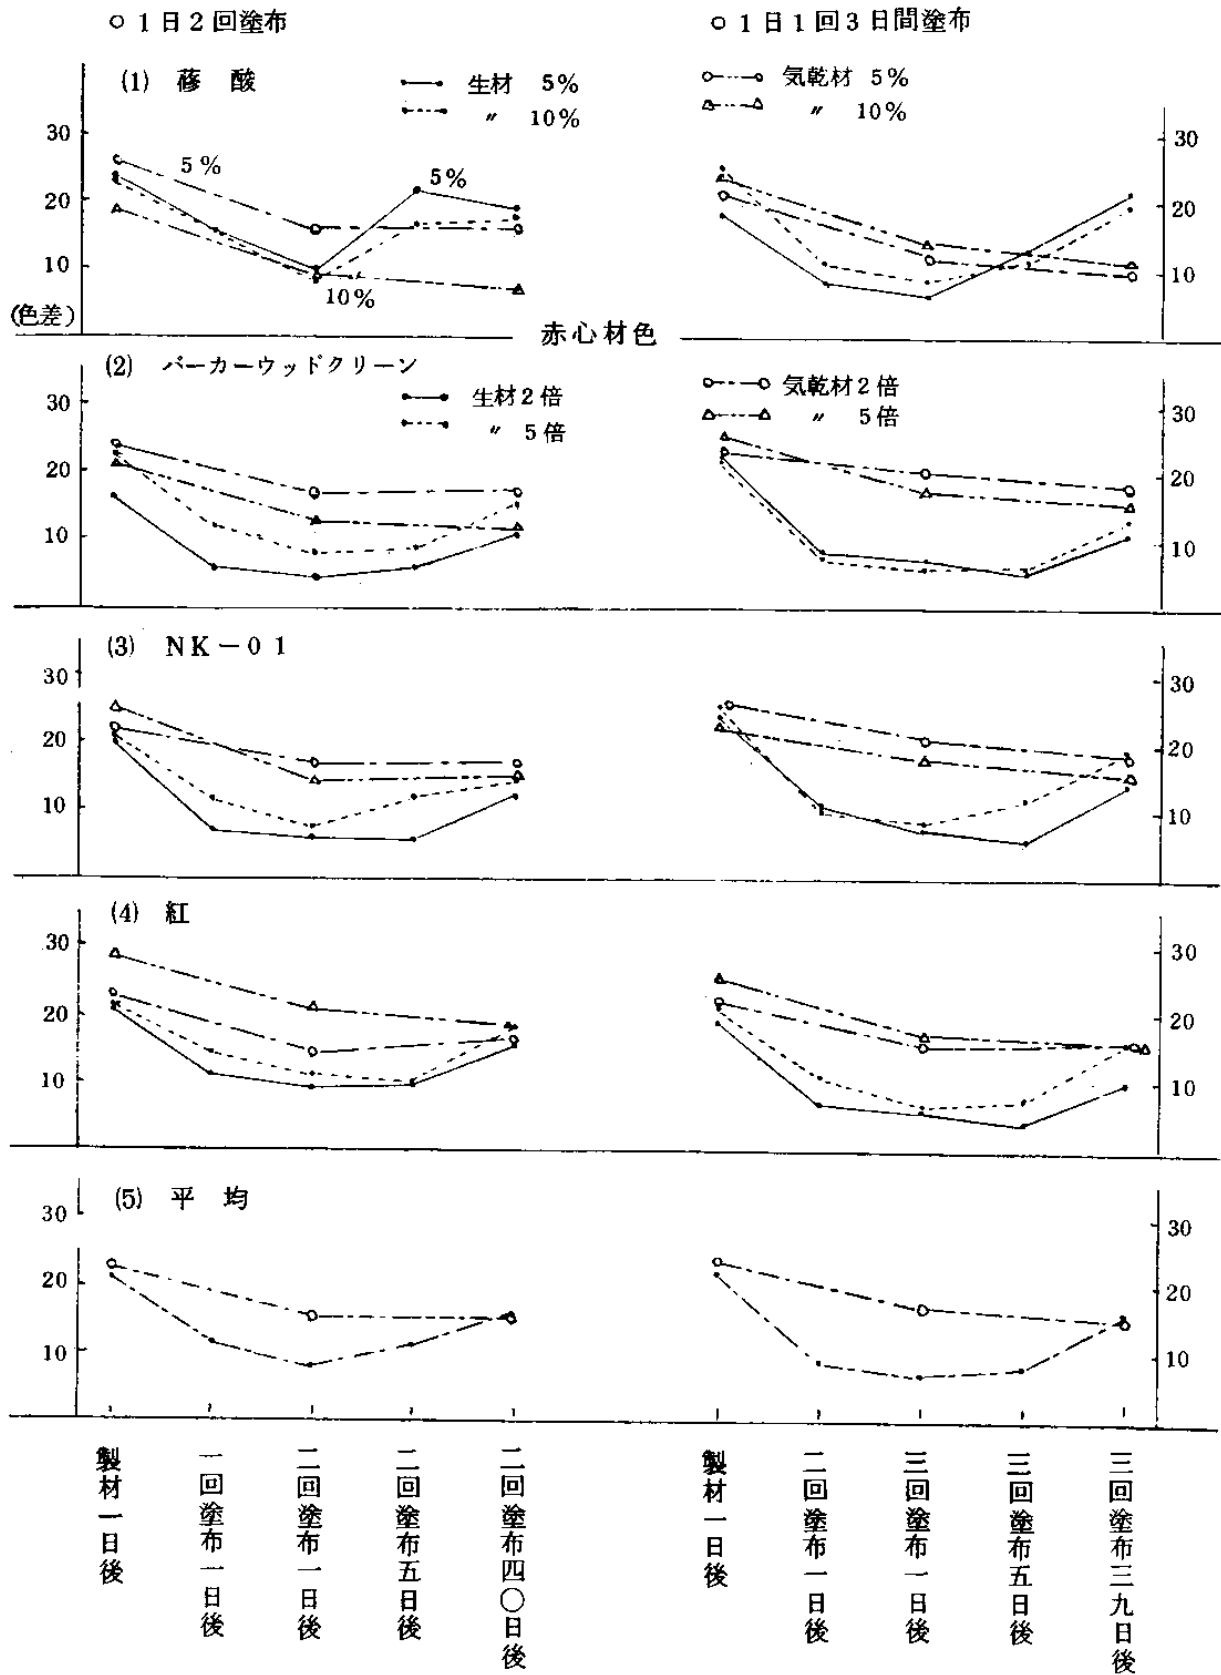 ○ 1日2回塗布
○ 1日1回3日間塗布
(1) 蓚酸
生材 5%
〃 10%
気乾材 5%
〃 10%
30
20
10
(色差)
5%
5%
10%
30
20
10
赤心材色
(2) バーカーウッドクリーン
生材2倍
〃 5倍
気乾材2倍
〃 5倍
30
20
10
30
20
10
(3) NK-01
30
20
10
30
20
10
(4) 紅
30
20
10
30
20
10
(5) 平均
30
20
10
30
20
10
製材一日後
一回塗布一日後
二回塗布一日後
二回塗布五日後
二回塗布四〇日後
製材一日後
二回塗布一日後
三回塗布一日後
三回塗布五日後
三回塗布三九日後